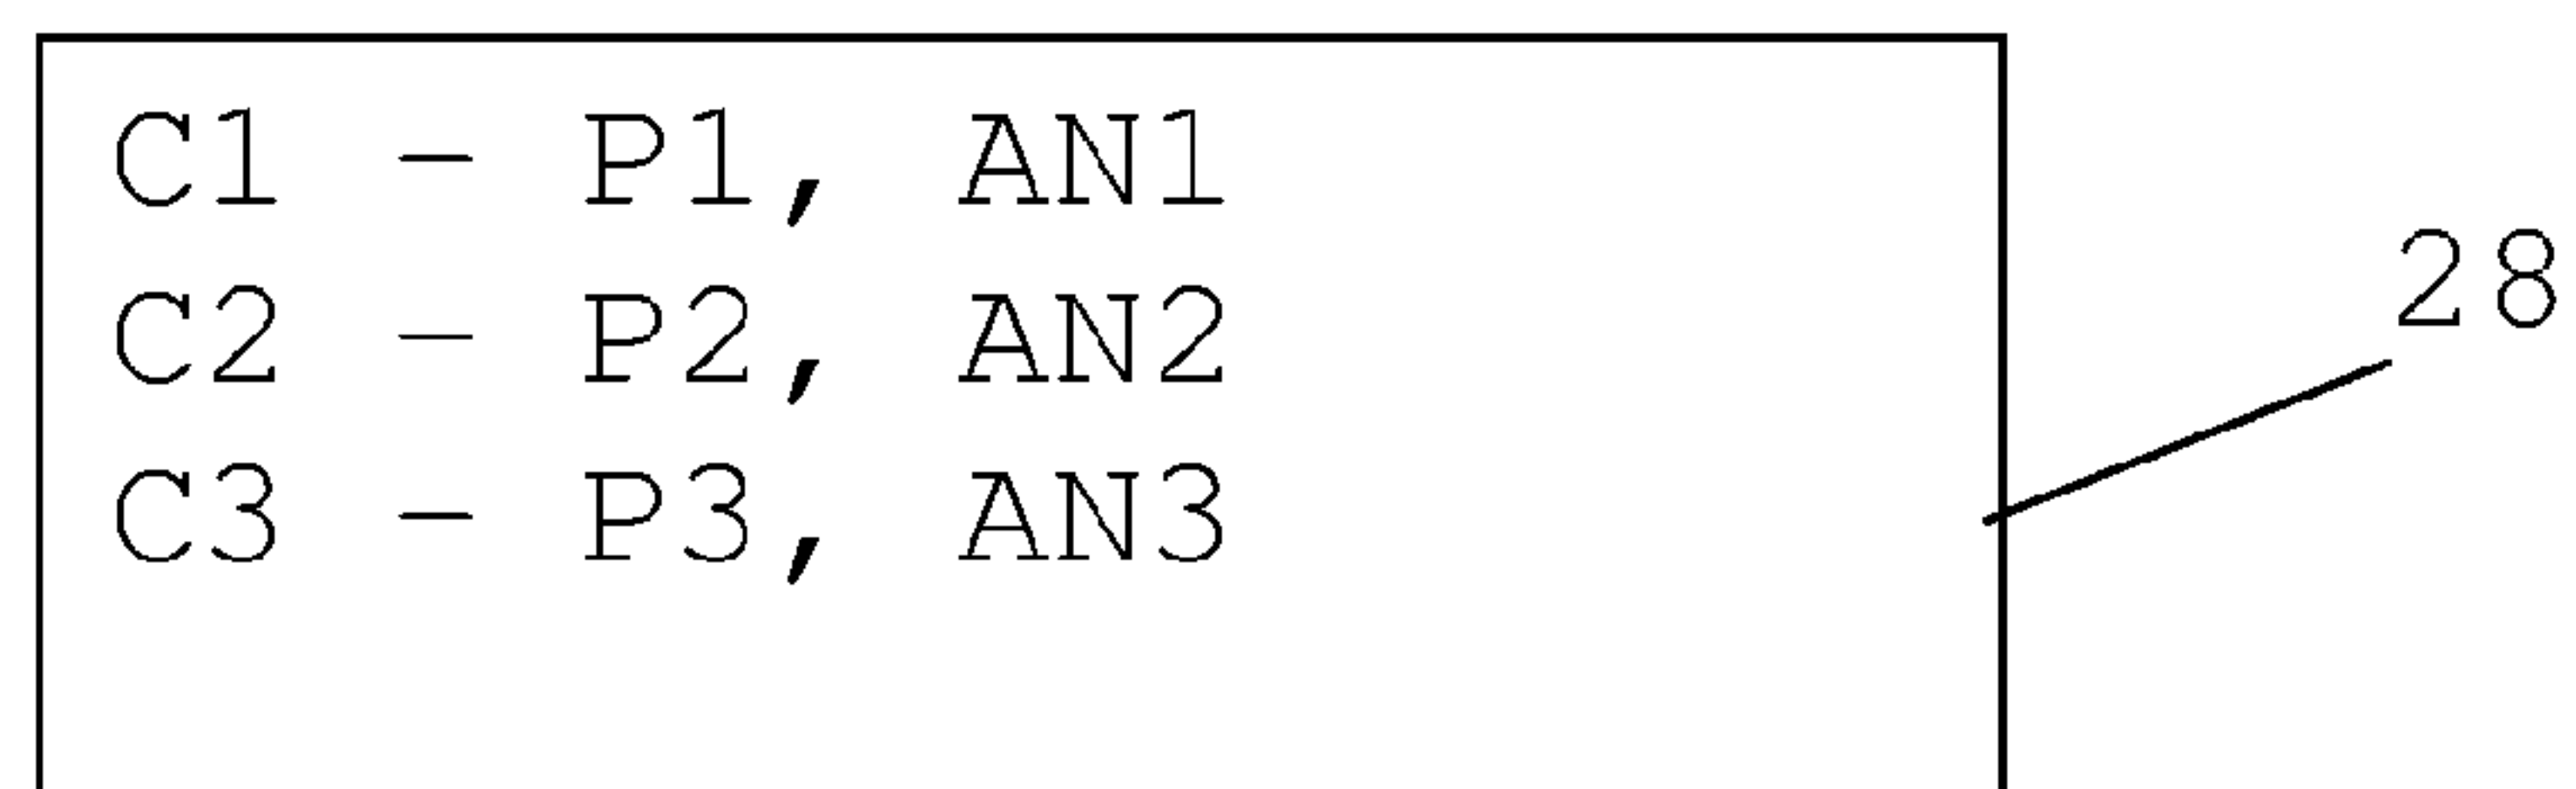 C1 - P1, AN1
C2 - P2, AN2
C3 - P3, AN3
28